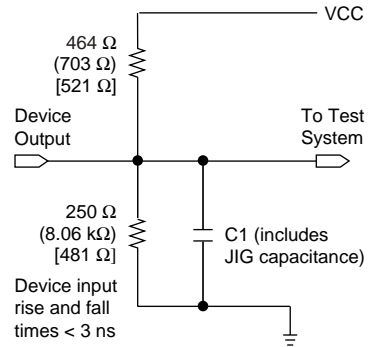 VCC
464 Ω
(703 Ω)
[521 Ω]
Device
Output
To Test
System
250 Ω
(8.06 kΩ)
[481 Ω]
C1 (includes
JIG capacitance)
Device input
rise and fall
times < 3 ns